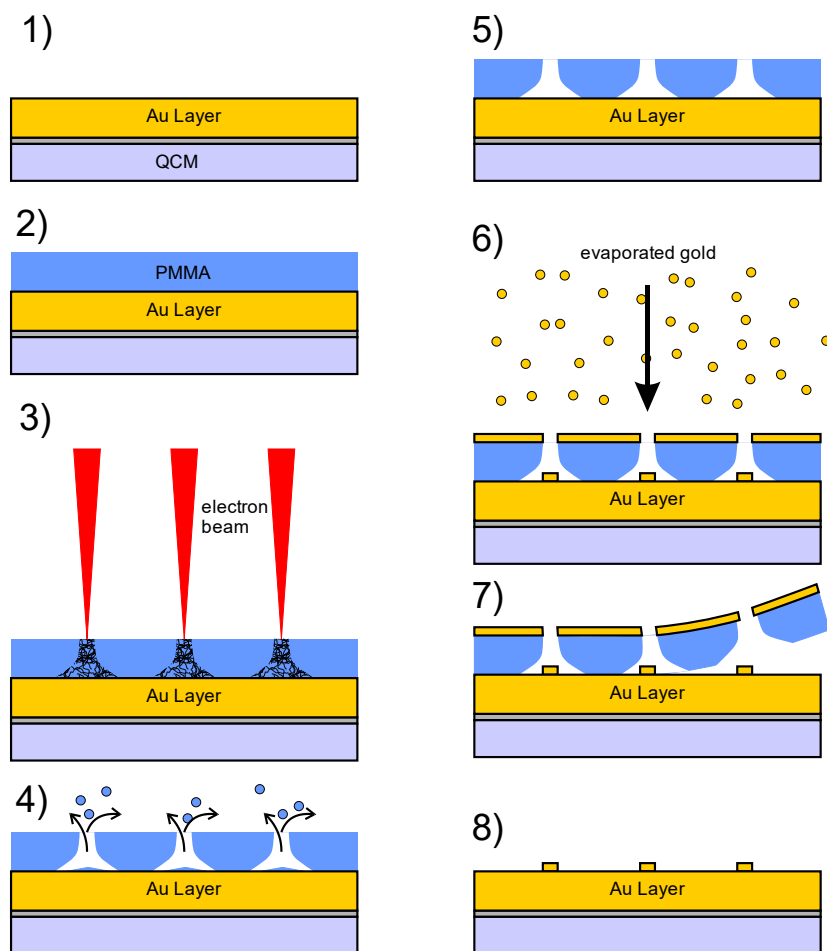 1)
Au Layer
QCM
2)
PMMA
Au Layer
3)
electron
beam
Au Layer
4)
Au Layer
5)
Au Layer
6)
evaporated gold
Au Layer
7)
Au Layer
8)
Au Layer